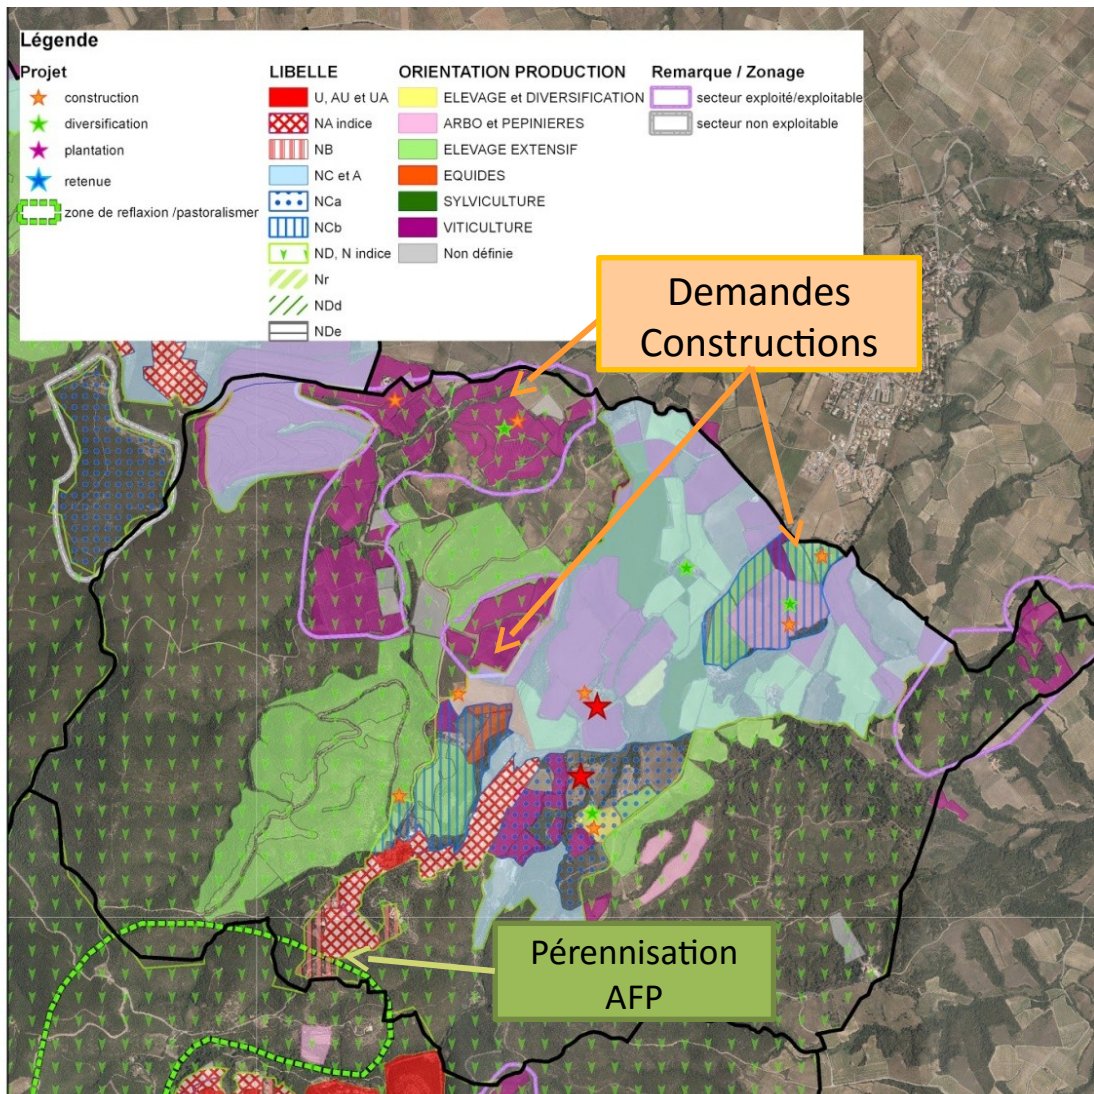 Légende
Projet
construction
diversification
plantation
retenue
zone de reflaxion /pastoralismer
LIBELLE
U, AU et UA
NA indice
NB
NC et A
NCa
NCb
ND, N indice
Nr
NDd
NDe
ORIENTATION PRODUCTION
ELEVAGE et DIVERSIFICATION
ARBO et PEPINIERES
ELEVAGE EXTENSIF
EQUIDES
SYLVICULTURE
VITICULTURE
Non définie
Remarque / Zonage
secteur exploité/exploitable
secteur non exploitable
Demandes
Constructions
Pérennisation
AFP